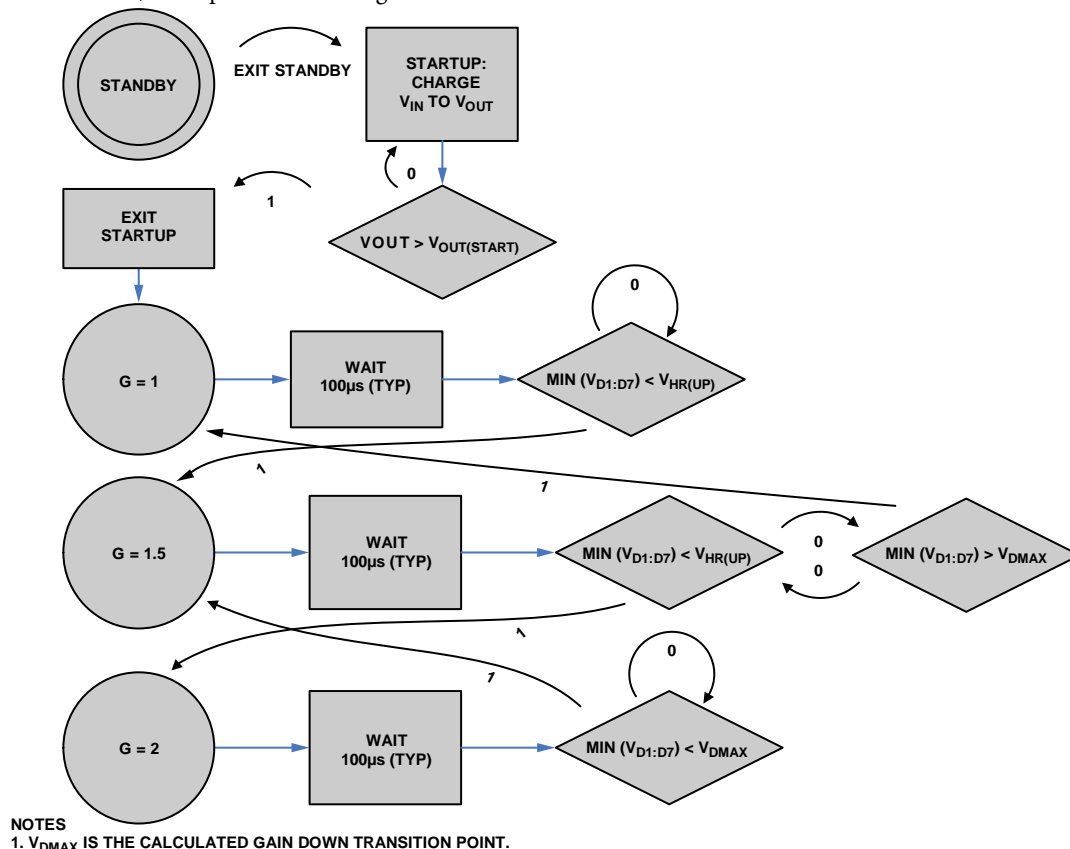 STANDBY
EXIT STANDBY
STARTUP:
CHARGE
VIN TO VOUT
0
1
EXIT
STARTUP
VOUT > VOUT(START)
0
G = 1
WAIT
100µs (TYP)
MIN (VD1:D7) < VHR(UP)
1
1
G = 1.5
WAIT
100µs (TYP)
MIN (VD1:D7) < VHR(UP)
0
0
MIN (VD1:D7) > VDMAX
1
1
0
G = 2
WAIT
100µs (TYP)
MIN (VD1:D7) < VDMAX
NOTES
1. VDMAX IS THE CALCULATED GAIN DOWN TRANSITION POINT.